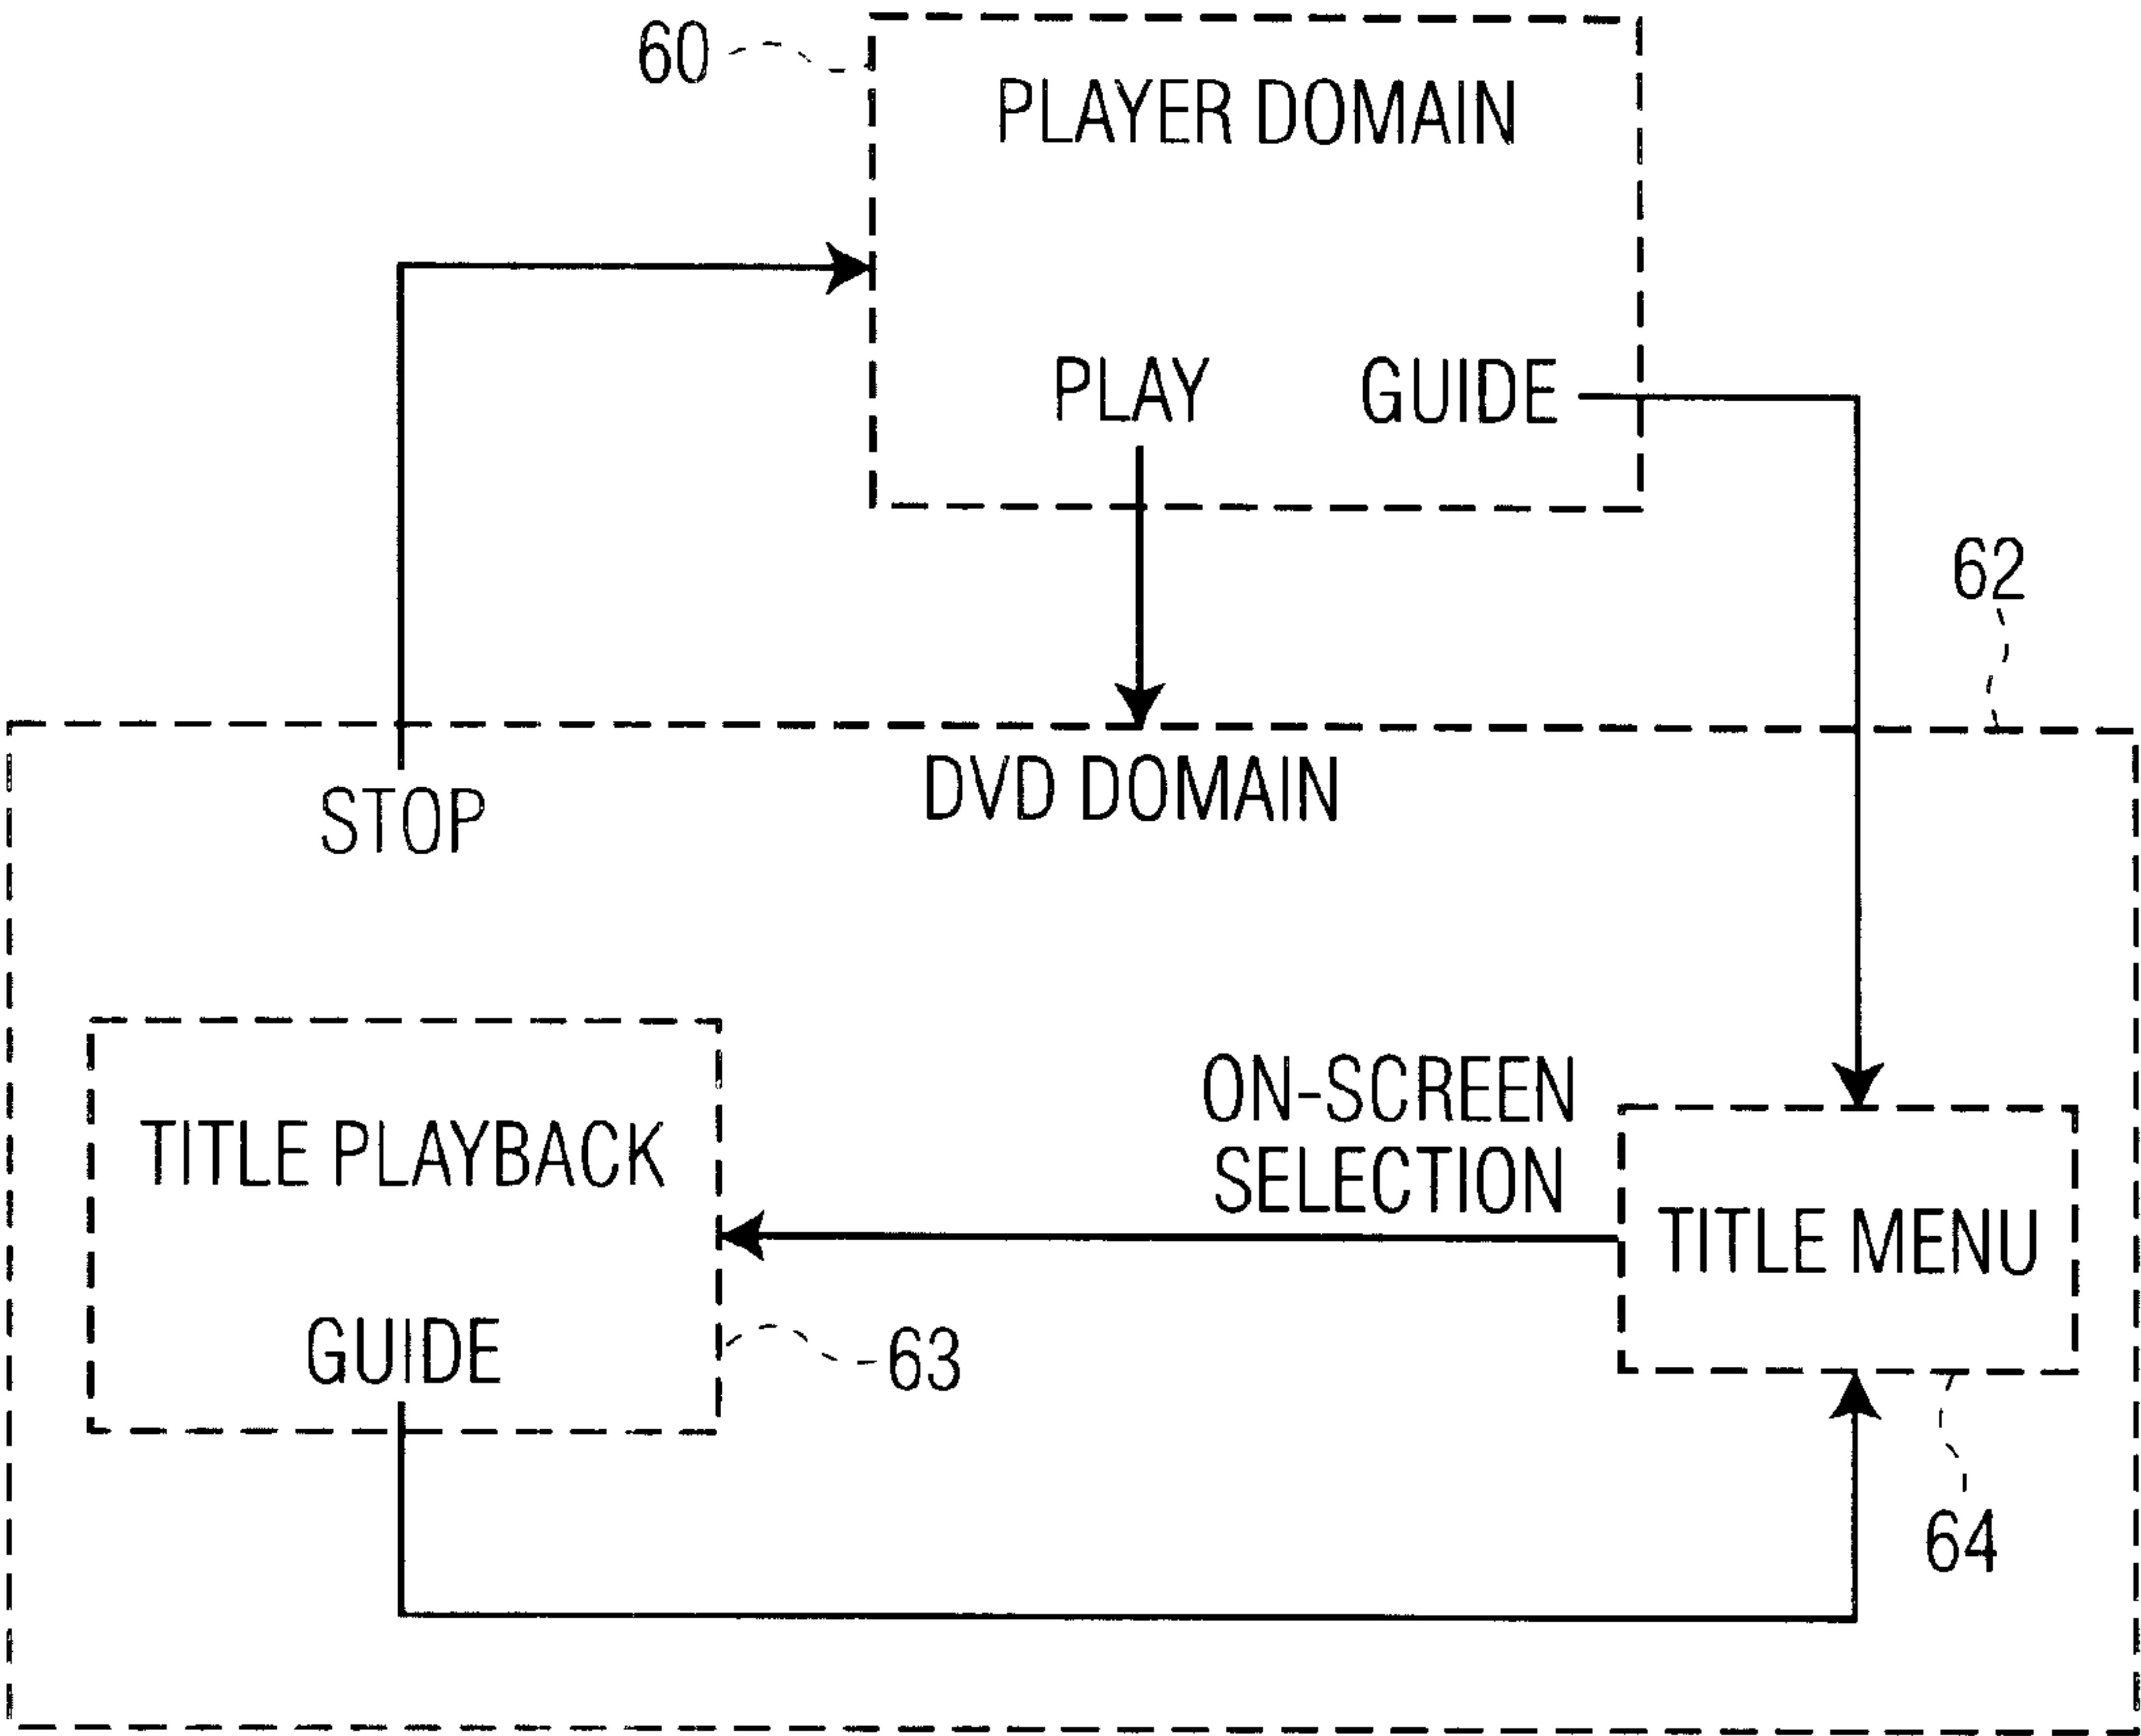 60
PLAYER DOMAIN
PLAY GUIDE
62
DVD DOMAIN
STOP
ON-SCREEN
SELECTION
TITLE PLAYBACK
TITLE MENU
GUIDE
63
64